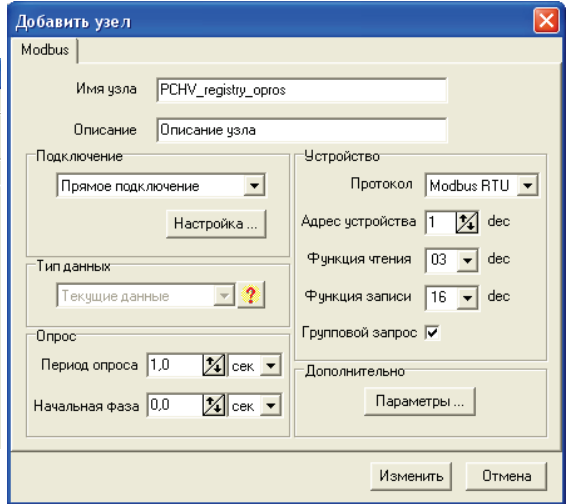 Добавить узел
Modbus
Имя узла PCHV_registry_opros
Описание Описание узла
Подключение
Прямое подключение
Настройка ...
Тип данных
Текущие данные ?
Опрос
Период опроса 1,0 сек
Начальная фаза 0,0 сек
Устройство
Протокол Modbus RTU
Адрес устройства 1 dec
Функция чтения 03 dec
Функция записи 16 dec
Групповой запрос
Дополнительно
Параметры ...
Изменить Отмена